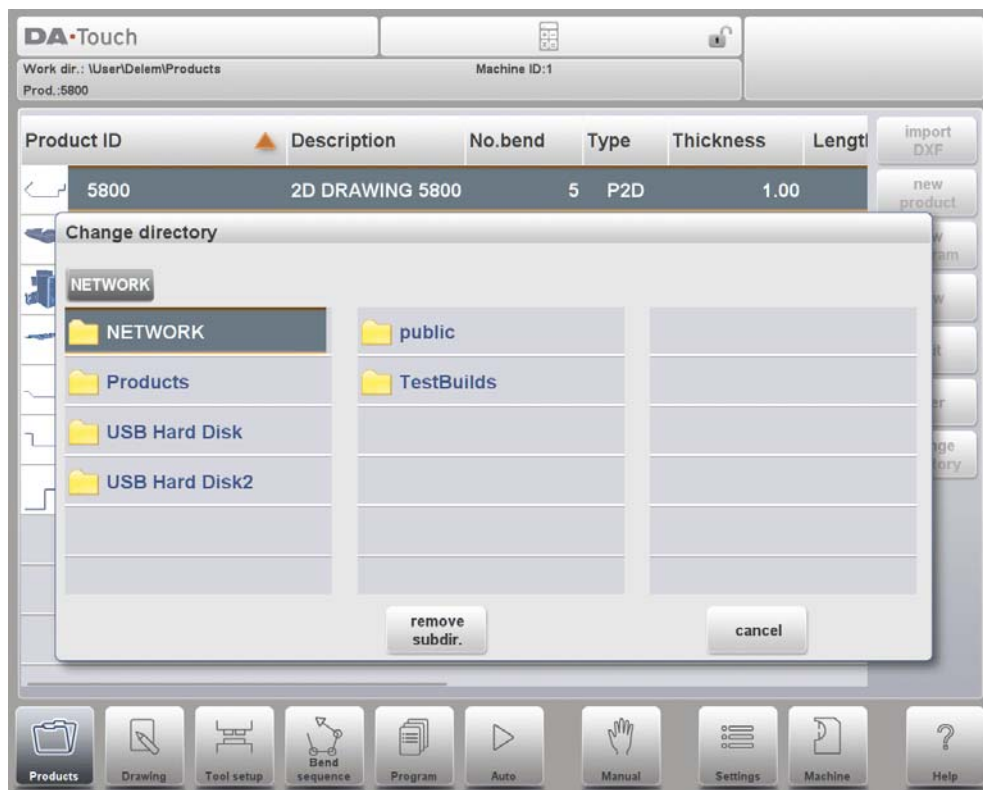 DA·Touch
Work dir.: \User\Delem\Products
Machine ID:1
Prod.:5800
Product ID Description No.bend Type Thickness Lengtl
import
DXF
5800 2D DRAWING 5800 5 P2D 1.00
new
product
Change directory
NETWORK
NETWORK
public
Products
TestBuilds
USB Hard Disk
USB Hard Disk2
remove
subdir.
cancel
Products
Drawing
Tool setup
Bend
sequence
Program
Auto
Manual
Settings
Machine
Help